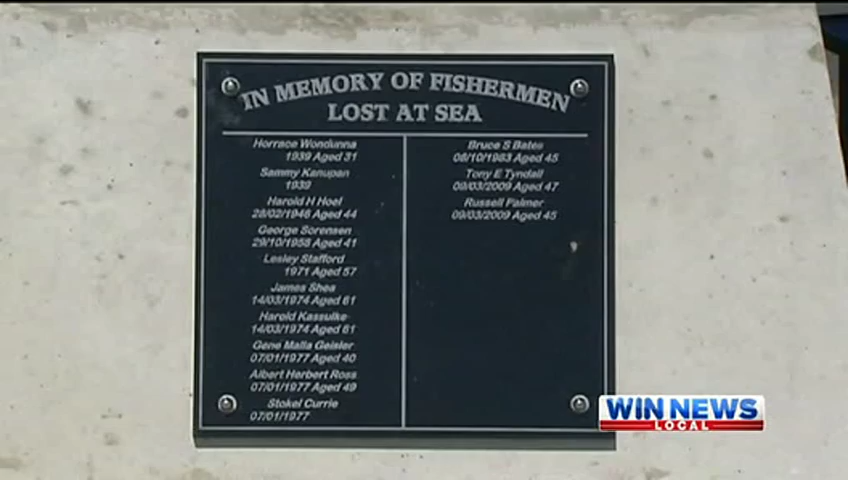 IN MEMORY OF FISHERMEN
LOST AT SEA
Horrace Wondunna
1939 Aged 31
Sammy Kanupan
1939
Harold H Hoel
28/02/1946 Aged 44
George Sorensen
29/10/1958 Aged 41
Lesley Stafford
1971 Aged 57
James Shea
14/03/1974 Aged 61
Harold Kassulke
14/03/1974 Aged 61
Gene Malla Geisler
07/01/1977 Aged 40
Albert Herbert Ross
07/01/1977 Aged 49
Stokel Currie
07/01/1977
Bruce S Bates
08/10/1983 Aged 45
Tony E Tyndall
09/03/2009 Aged 47
Russell Palmer
09/03/2009 Aged 45
WIN NEWS
LOCAL